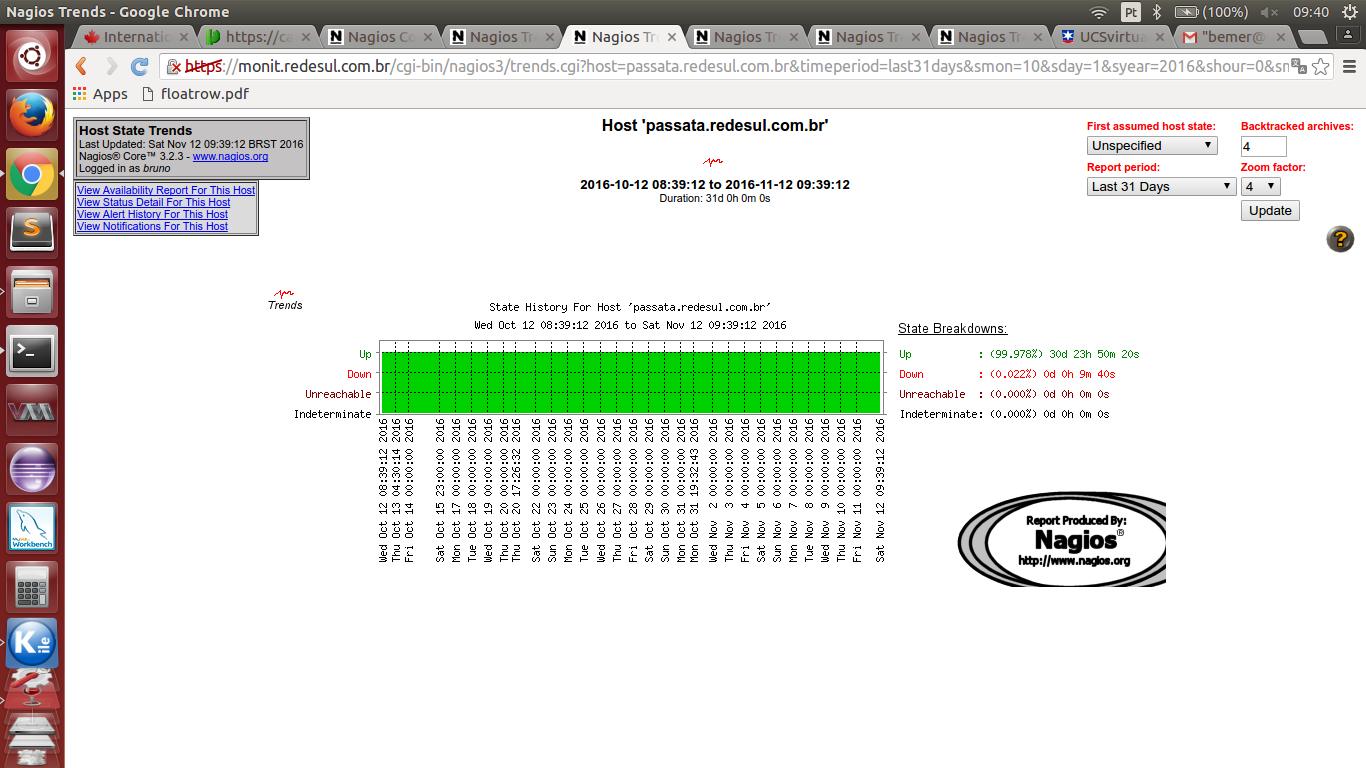 Nagios Trends - Google Chrome
Pt (100%) 09:40
Internatio
https://ca
Nagios Co
Nagios Tr
Nagios Tr
Nagios Tr
Nagios Tr
Nagios Tr
UCSvirtua
"bemer@
https://monit.redesul.com.br/cgi-bin/nagios3/trends.cgi?host=passata.redesul.com.br&timeperiod=last31days&smon=10&sday=1&syear=2016&shour=0&sm
Apps floatrow.pdf
Host State Trends
Last Updated: Sat Nov 12 09:39:12 BRST 2016
Nagios® Core™ 3.2.3 - www.nagios.org
Logged in as bruno
View Availability Report For This Host
View Status Detail For This Host
View Alert History For This Host
View Notifications For This Host
Host 'passata.redesul.com.br'
2016-10-12 08:39:12 to 2016-11-12 09:39:12
Duration: 31d 0h 0m 0s
First assumed host state:
Unspecified
Backtracked archives:
4
Report period:
Last 31 Days
Zoom factor:
4
Update
?
Trends
State History For Host 'passata.redesul.com.br'
Wed Oct 12 08:39:12 2016 to Sat Nov 12 09:39:12 2016
Up
Down
Unreachable
Indeterminate
Wed Oct 12 08:39:12 2016
Thu Oct 13 04:30:14 2016
Fri Oct 14 00:00:00 2016
Sat Oct 15 23:00:00 2016
Mon Oct 17 00:00:00 2016
Tue Oct 18 00:00:00 2016
Wed Oct 19 00:00:00 2016
Thu Oct 20 00:00:00 2016
Thu Oct 20 17:26:32 2016
Sat Oct 22 00:00:00 2016
Sun Oct 23 00:00:00 2016
Mon Oct 24 00:00:00 2016
Tue Oct 25 00:00:00 2016
Wed Oct 26 00:00:00 2016
Thu Oct 27 00:00:00 2016
Fri Oct 28 00:00:00 2016
Sat Oct 29 00:00:00 2016
Sun Oct 30 00:00:00 2016
Mon Oct 31 00:00:00 2016
Mon Oct 31 19:32:43 2016
Wed Nov 2 00:00:00 2016
Thu Nov 3 00:00:00 2016
Fri Nov 4 00:00:00 2016
Sat Nov 5 00:00:00 2016
Sun Nov 6 00:00:00 2016
Mon Nov 7 00:00:00 2016
Tue Nov 8 00:00:00 2016
Wed Nov 9 00:00:00 2016
Thu Nov 10 00:00:00 2016
Fri Nov 11 00:00:00 2016
Sat Nov 12 09:39:12 2016
State Breakdowns:
Up : (99.978%) 30d 23h 50m 20s
Down : (0.022%) 0d 0h 9m 40s
Unreachable : (0.000%) 0d 0h 0m 0s
Indeterminate: (0.000%) 0d 0h 0m 0s
Report Produced By:
Nagios®
http://www.nagios.org
S
>_
VM
MySQL
Workbench
Kile